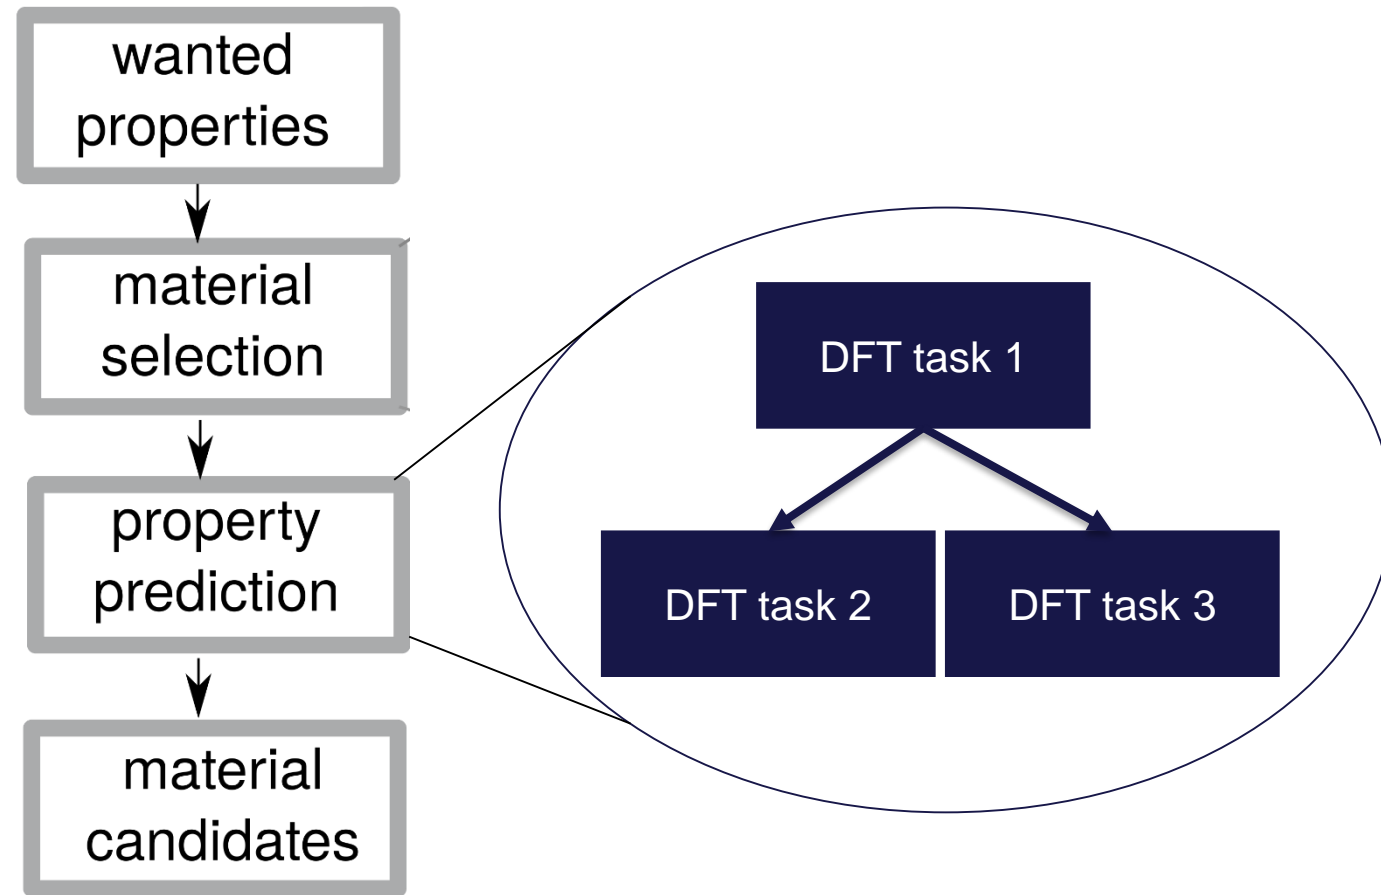 wanted
properties
material
selection
property
prediction
material
candidates
DFT task 1
DFT task 2
DFT task 3